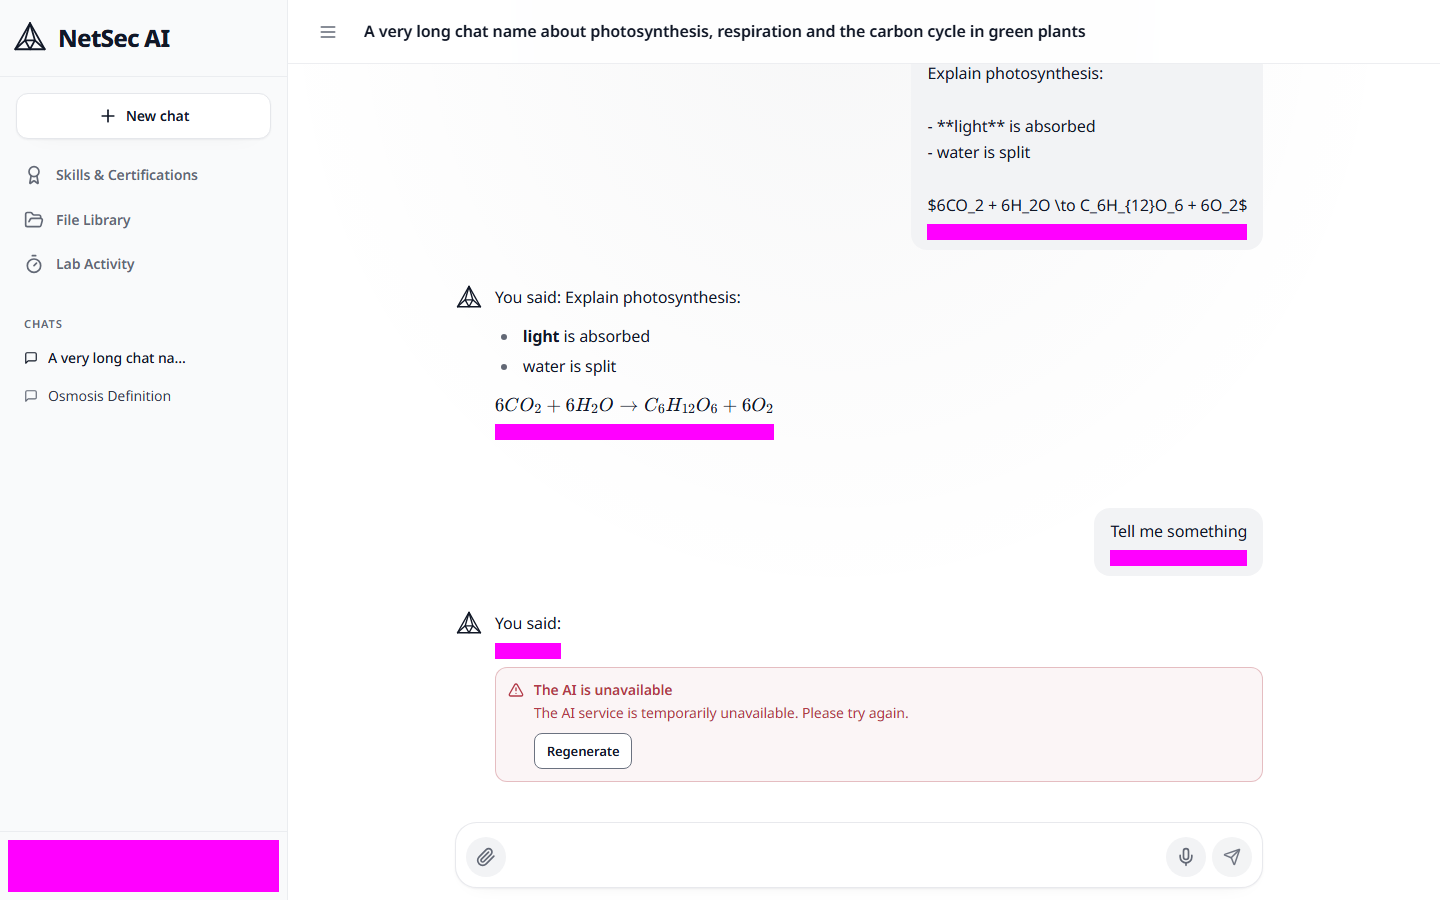 NetSec AI
New chat
Skills & Certifications
File Library
Lab Activity
CHATS
A very long chat na...
Osmosis Definition
A very long chat name about photosynthesis, respiration and the carbon cycle in green plants
Explain photosynthesis:
- **light** is absorbed
- water is split
$6CO_2 + 6H_2O \to C_6H_{12}O_6 + 6O_2$
You said: Explain photosynthesis:
• light is absorbed
• water is split
6CO₂ + 6H₂O → C₆H₁₂O₆ + 6O₂
Tell me something
You said:
The AI is unavailable
The AI service is temporarily unavailable. Please try again.
Regenerate